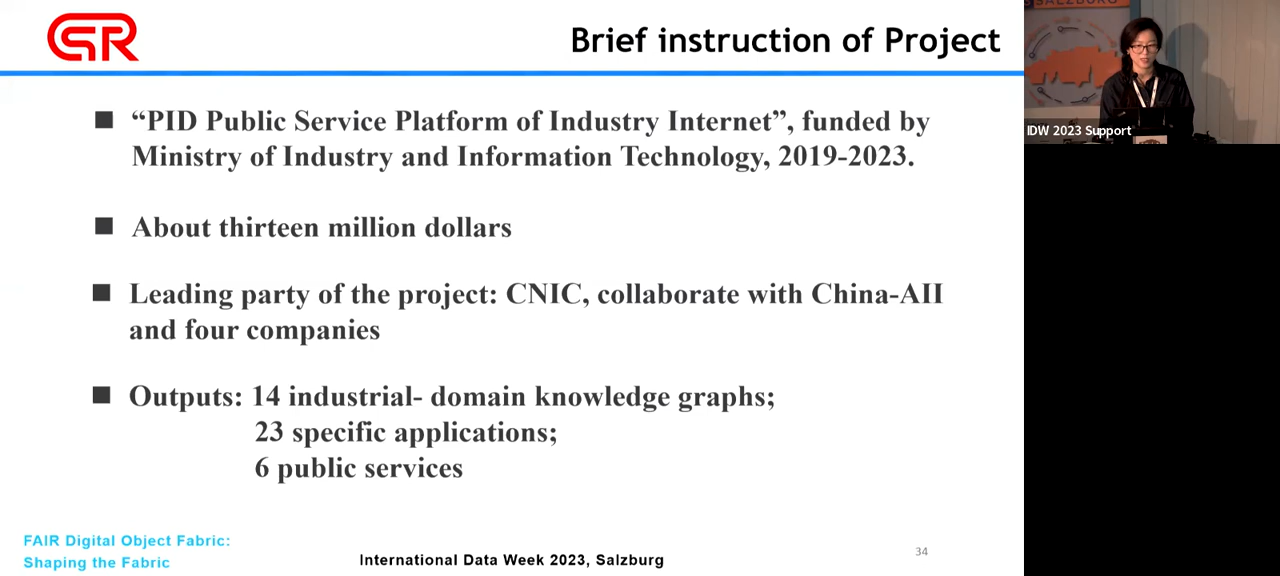 Brief instruction of Project
“PID Public Service Platform of Industry Internet”, funded by
Ministry of Industry and Information Technology, 2019-2023.
About thirteen million dollars
Leading party of the project: CNIC, collaborate with China-AII
and four companies
Outputs: 14 industrial- domain knowledge graphs;
23 specific applications;
6 public services
FAIR Digital Object Fabric:
Shaping the Fabric
International Data Week 2023, Salzburg
34
SALZBURG
IDW 2023 Support